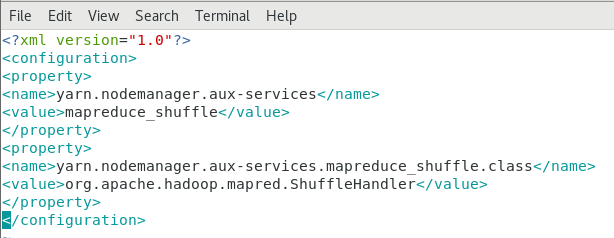 File Edit View Search Terminal Help
<?xml version="1.0"?>
<configuration>
<property>
<name>yarn.nodemanager.aux-services</name>
<value>mapreduce_shuffle</value>
</property>
<property>
<name>yarn.nodemanager.aux-services.mapreduce_shuffle.class</name>
<value>org.apache.hadoop.mapred.ShuffleHandler</value>
</property>
</configuration>